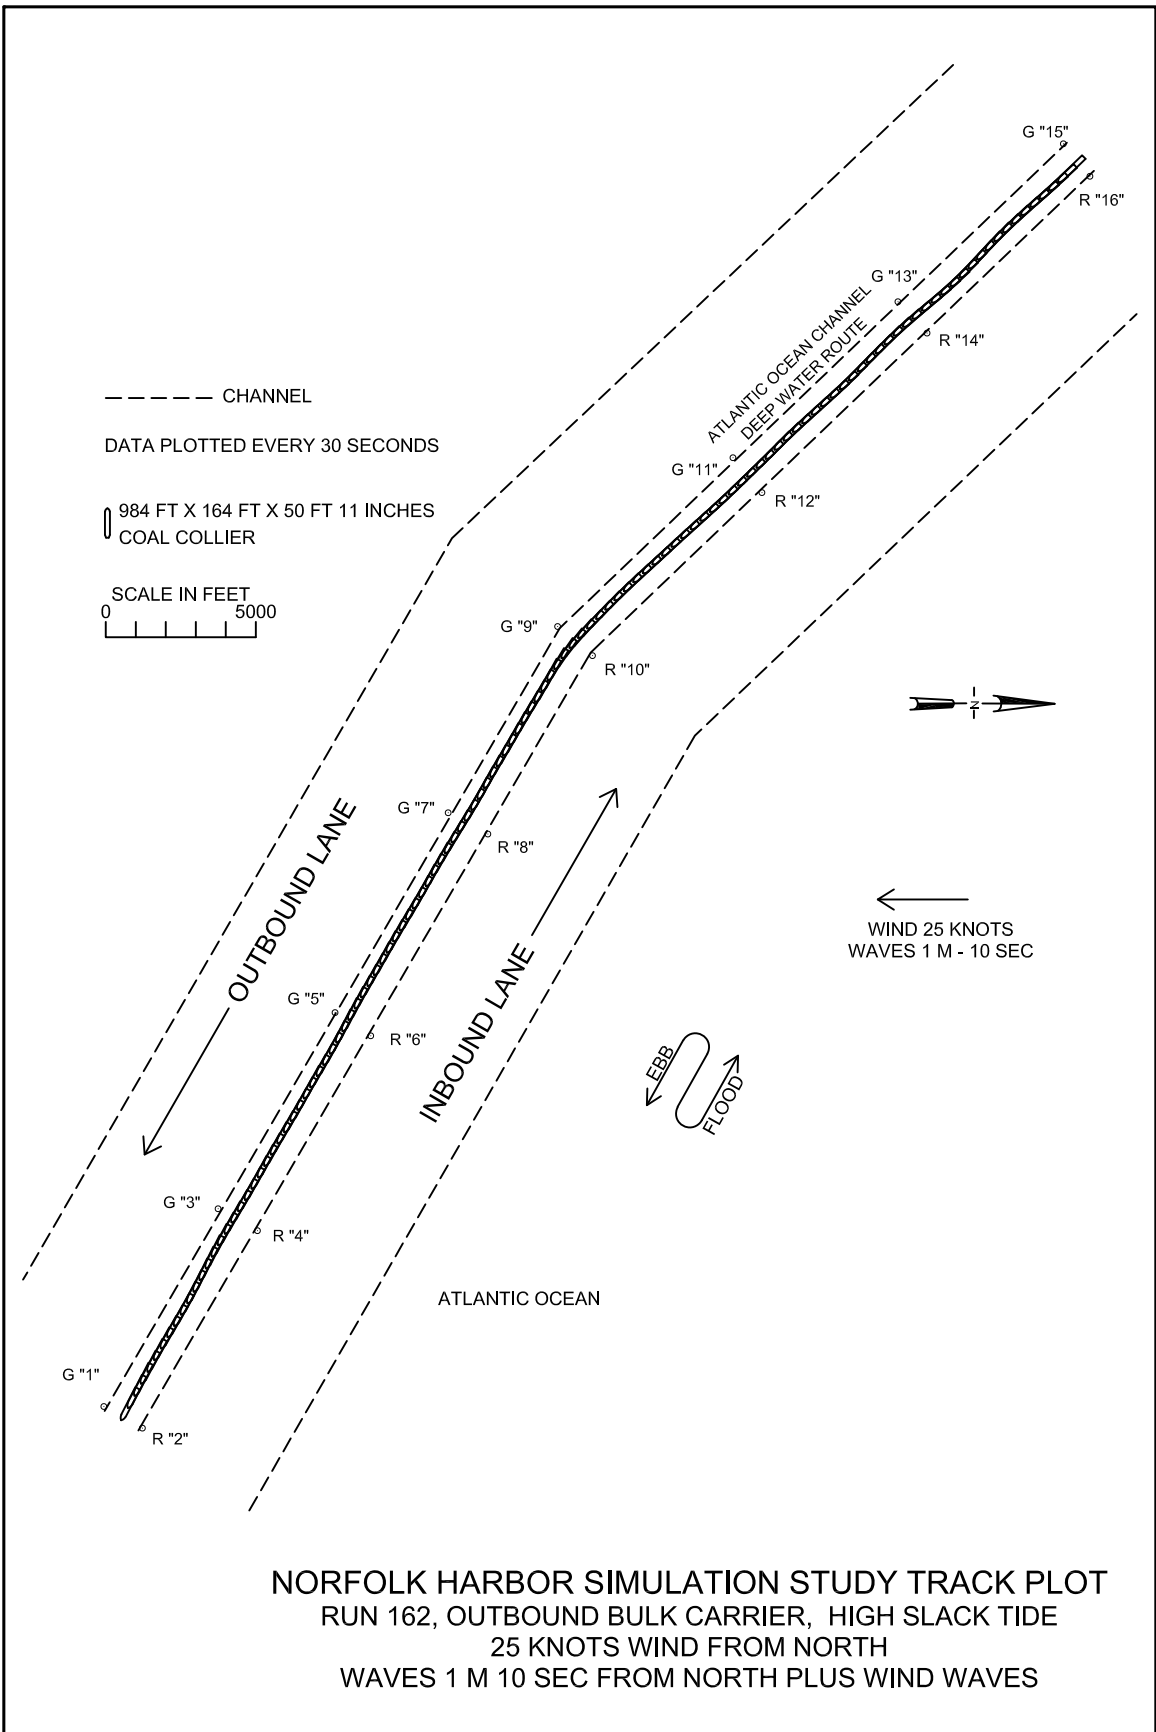 G "15"
R "16"
G "13"
ATLANTIC OCEAN CHANNEL
DEEP WATER ROUTE
R "14"
CHANNEL
DATA PLOTTED EVERY 30 SECONDS
G "11"
R "12"
984 FT X 164 FT X 50 FT 11 INCHES
COAL COLLIER
SCALE IN FEET
0 5000
G "9"
R "10"
N
G "7"
R "8"
OUTBOUND LANE
WIND 25 KNOTS
WAVES 1 M - 10 SEC
G "5"
R "6"
INBOUND LANE
EBB
FLOOD
G "3"
R "4"
ATLANTIC OCEAN
G "1"
R "2"
NORFOLK HARBOR SIMULATION STUDY TRACK PLOT
RUN 162, OUTBOUND BULK CARRIER, HIGH SLACK TIDE
25 KNOTS WIND FROM NORTH
WAVES 1 M 10 SEC FROM NORTH PLUS WIND WAVES